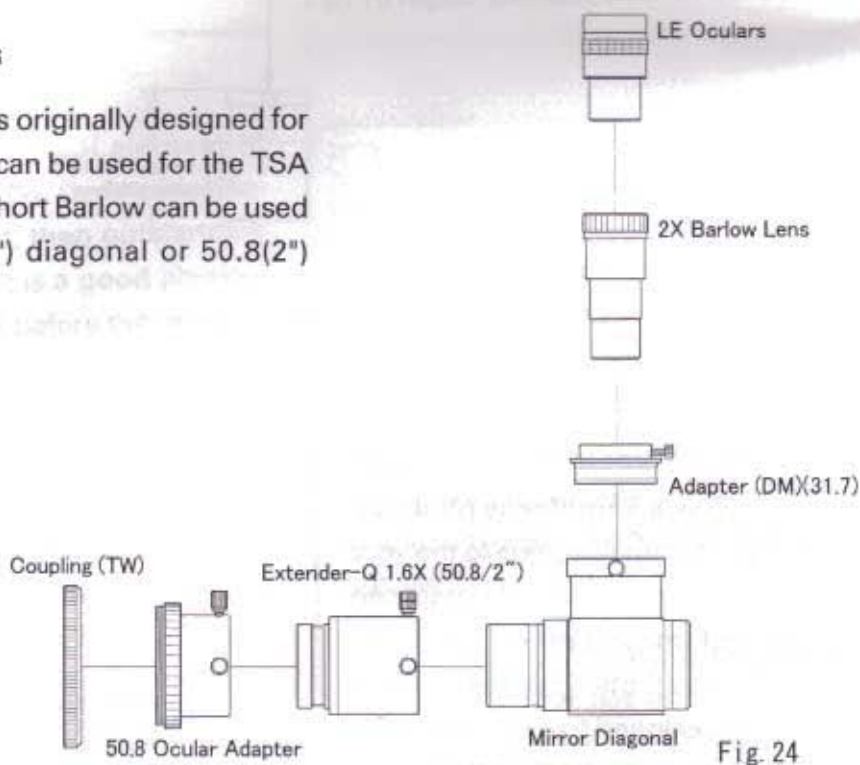 s originally designed for
can be used for the TSA
hort Barlow can be used
") diagonal or 50.8(2")
LE Oculars
2X Barlow Lens
Adapter (DM)(31.7)
Coupling (TW)
Extender-Q 1.6X (50.8/2")
50.8 Ocular Adapter
Mirror Diagonal
Fig. 24